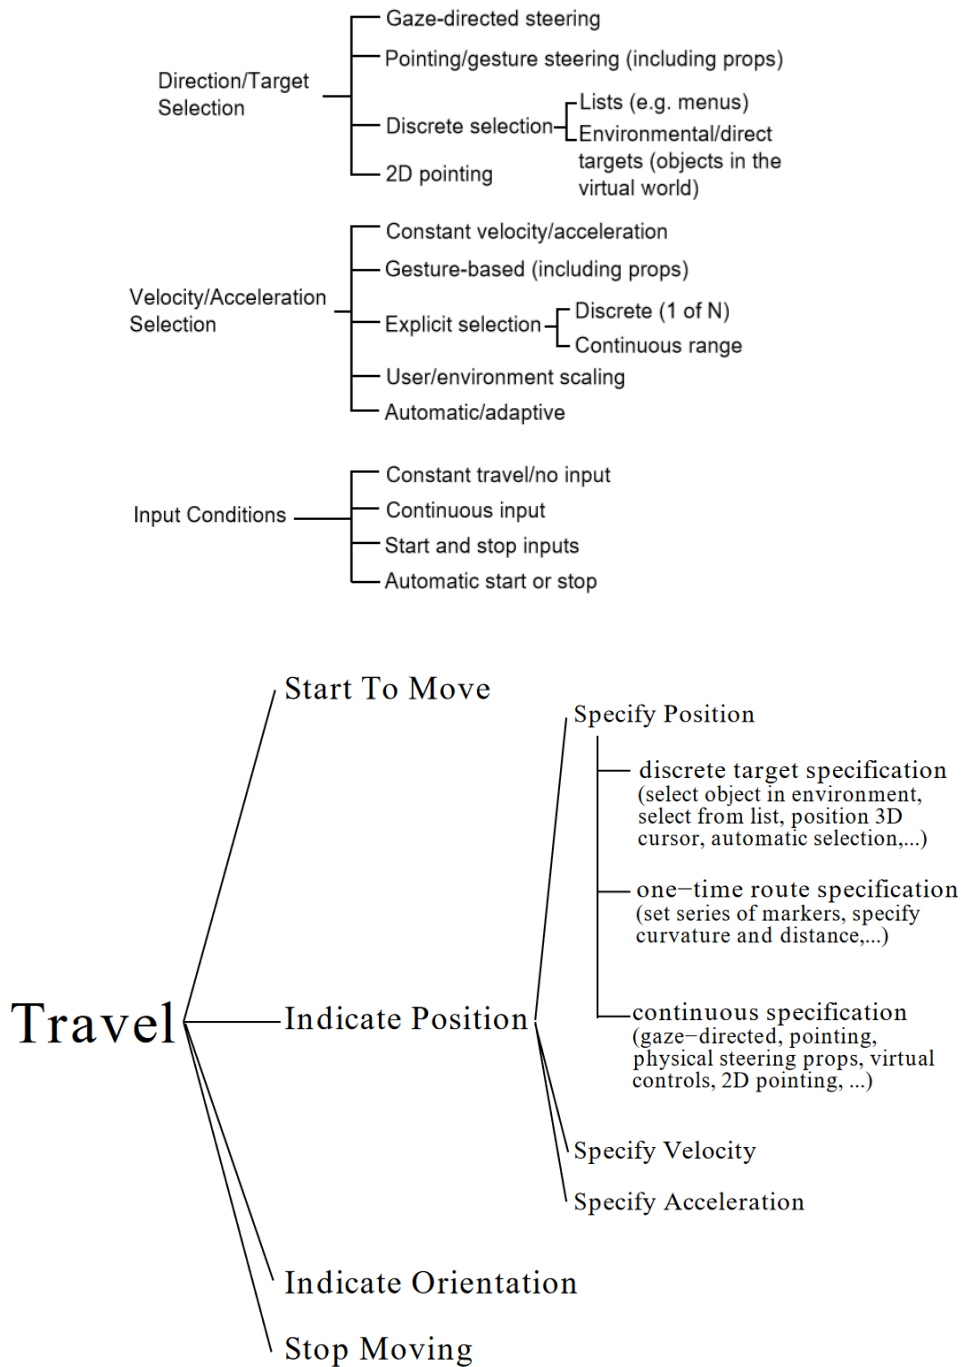 Gaze-directed steering
Pointing/gesture steering (including props)
Direction/Target
Selection
Discrete selection
Lists (e.g. menus)
Environmental/direct
targets (objects in the
virtual world)
2D pointing
Constant velocity/acceleration
Gesture-based (including props)
Velocity/Acceleration
Selection
Explicit selection
Discrete (1 of N)
Continuous range
User/environment scaling
Automatic/adaptive
Constant travel/no input
Continuous input
Input Conditions
Start and stop inputs
Automatic start or stop
Start To Move
Specify Position
discrete target specification
(select object in environment,
select from list, position 3D
cursor, automatic selection,...)
one−time route specification
(set series of markers, specify
curvature and distance,...)
Travel
Indicate Position
continuous specification
(gaze−directed, pointing,
physical steering props, virtual
controls, 2D pointing, ...)
Specify Velocity
Specify Acceleration
Indicate Orientation
Stop Moving